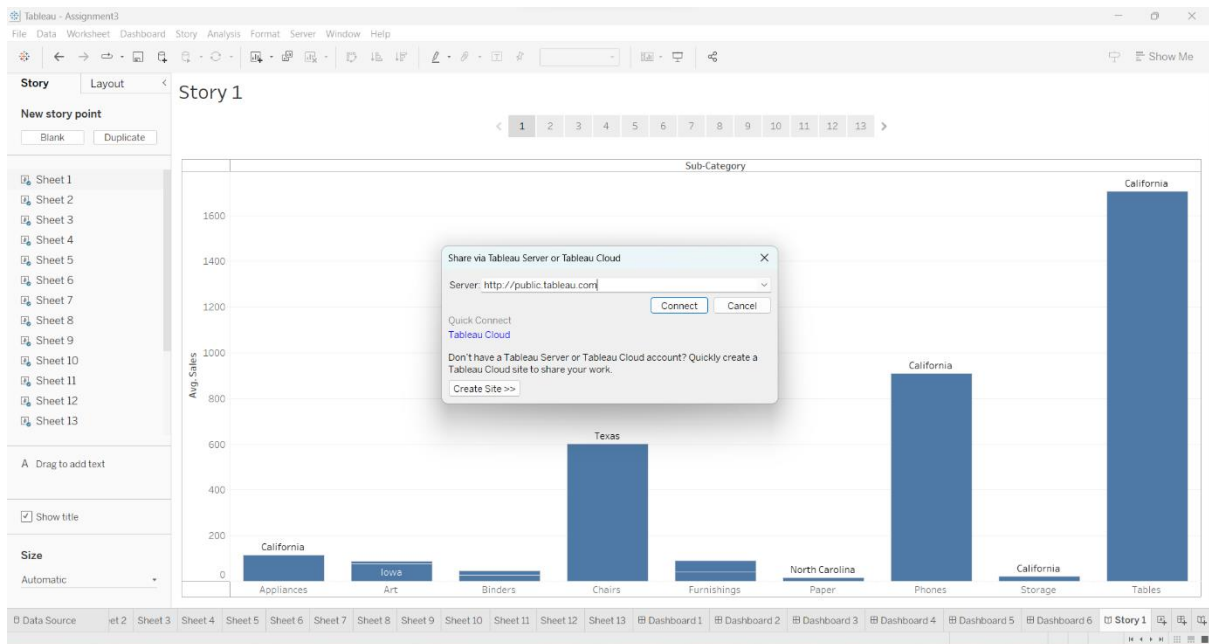 Tableau - Assignment3
File Data Worksheet Dashboard Story Analysis Format Server Window Help
Show Me
Story Layout
New story point
Blank Duplicate
Sheet 1
Sheet 2
Sheet 3
Sheet 4
Sheet 5
Sheet 6
Sheet 7
Sheet 8
Sheet 9
Sheet 10
Sheet 11
Sheet 12
Sheet 13
A Drag to add text
Show title
Size
Automatic
Story 1
1 2 3 4 5 6 7 8 9 10 11 12 13
Sub-Category
California
1600
1400
1200
1000
800
600
400
200
0
Avg. Sales
California
Texas
California
Iowa
North Carolina
California
Appliances Art Binders Chairs Furnishings Paper Phones Storage Tables
Share via Tableau Server or Tableau Cloud
Server: http://public.tableau.com
Connect Cancel
Quick Connect
Tableau Cloud
Don't have a Tableau Server or Tableau Cloud account? Quickly create a
Tableau Cloud site to share your work.
Create Site >>
Data Source et 2 Sheet 3 Sheet 4 Sheet 5 Sheet 6 Sheet 7 Sheet 8 Sheet 9 Sheet 10 Sheet 11 Sheet 12 Sheet 13 Dashboard 1 Dashboard 2 Dashboard 3 Dashboard 4 Dashboard 5 Dashboard 6 Story 1